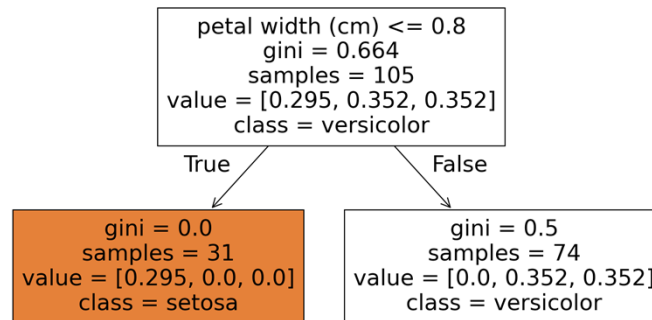 petal width (cm) <= 0.8
gini = 0.664
samples = 105
value = [0.295, 0.352, 0.352]
class = versicolor
True
False
gini = 0.0
samples = 31
value = [0.295, 0.0, 0.0]
class = setosa
gini = 0.5
samples = 74
value = [0.0, 0.352, 0.352]
class = versicolor